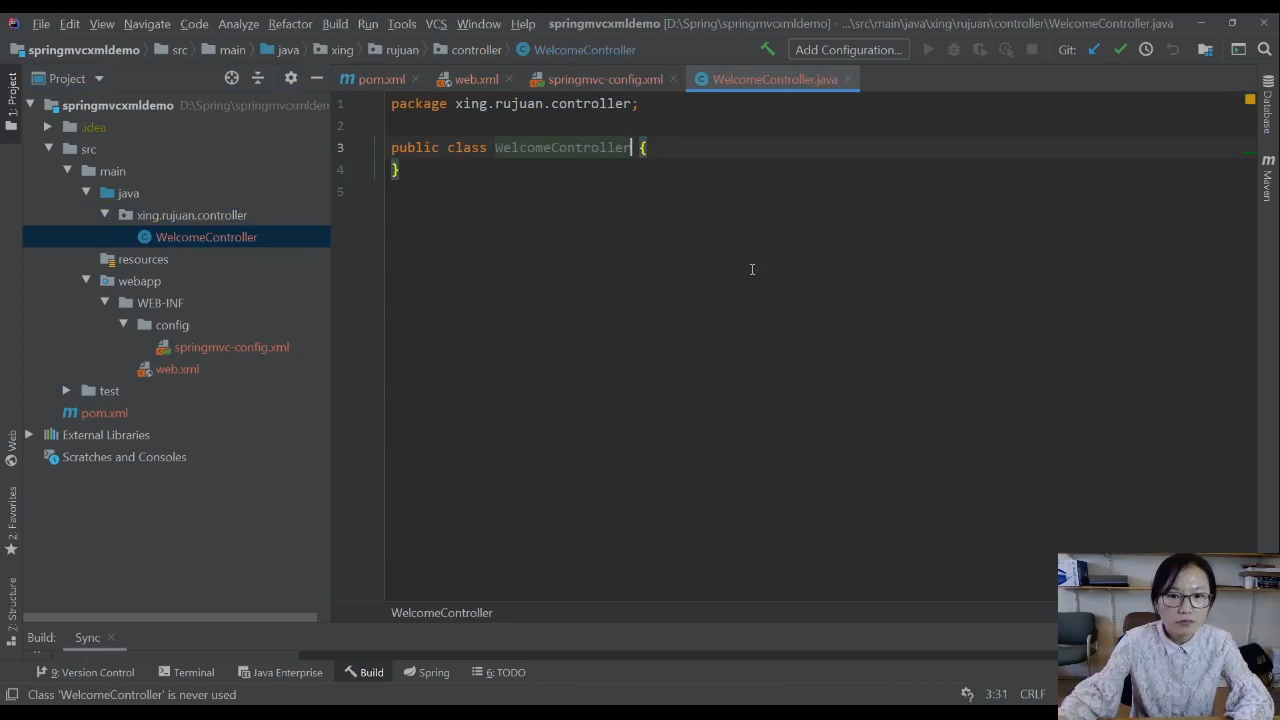 File Edit View Navigate Code Analyze Refactor Build Run Tools VCS Window Help springmvcxmldemo [D:\Spring\springmvcxmldemo] - ...\src\main\java\xing\rujuan\controller\WelcomeController.java
springmvcxmldemo src main java xing rujuan controller WelcomeController Add Configuration... Git:
Project pom.xml web.xml springmvc-config.xml WelcomeController.java
1: Project
springmvcxmldemo D:\Spring\springmvcxmldem
.idea
src
main
java
xing.rujuan.controller
WelcomeController
resources
webapp
WEB-INF
config
springmvc-config.xml
web.xml
test
pom.xml
External Libraries
Scratches and Consoles
Web
2: Favorites
7: Structure
1 package xing.rujuan.controller;
2
3 public class WelcomeController {
4 }
5
Database
Maven
WelcomeController
Build: Sync
9: Version Control Terminal Java Enterprise Build Spring 6: TODO
Class 'WelcomeController' is never used 3:31 CRLF